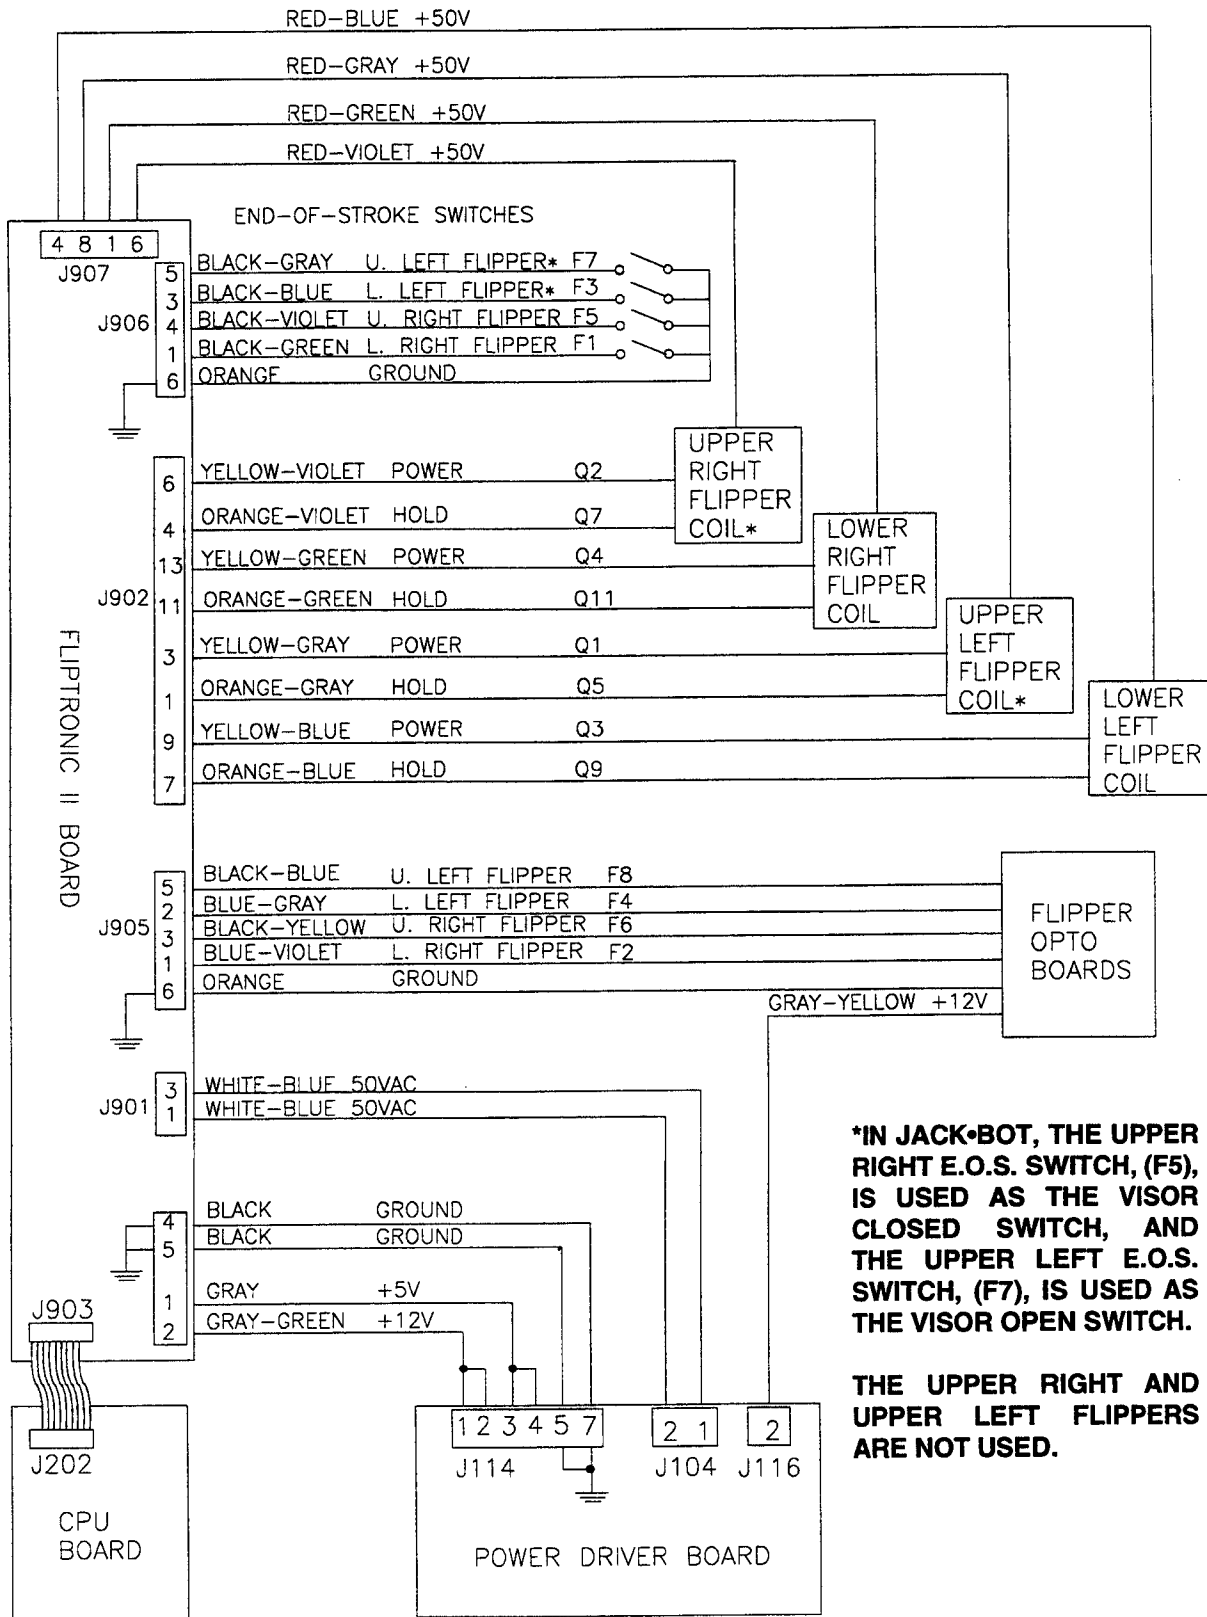 RED-BLUE +50V
RED-GRAY +50V
RED-GREEN +50V
RED-VIOLET +50V
END-OF-STROKE SWITCHES
4 8 1 6
J907
J906
5 BLACK-GRAY U. LEFT FLIPPER* F7
3 BLACK-BLUE L. LEFT FLIPPER* F3
4 BLACK-VIOLET U. RIGHT FLIPPER F5
1 BLACK-GREEN L. RIGHT FLIPPER F1
6 ORANGE GROUND
J902
6 YELLOW-VIOLET POWER Q2
4 ORANGE-VIOLET HOLD Q7
13 YELLOW-GREEN POWER Q4
11 ORANGE-GREEN HOLD Q11
3 YELLOW-GRAY POWER Q1
1 ORANGE-GRAY HOLD Q5
9 YELLOW-BLUE POWER Q3
7 ORANGE-BLUE HOLD Q9
UPPER
RIGHT
FLIPPER
COIL*
LOWER
RIGHT
FLIPPER
COIL
UPPER
LEFT
FLIPPER
COIL*
LOWER
LEFT
FLIPPER
COIL
FLIPTRONIC II BOARD
J905
5 BLACK-BLUE U. LEFT FLIPPER F8
2 BLUE-GRAY L. LEFT FLIPPER F4
3 BLACK-YELLOW U. RIGHT FLIPPER F6
1 BLUE-VIOLET L. RIGHT FLIPPER F2
6 ORANGE GROUND
FLIPPER
OPTO
BOARDS
GRAY-YELLOW +12V
J901
3 WHITE-BLUE 50VAC
1 WHITE-BLUE 50VAC
4 BLACK GROUND
5 BLACK GROUND
1 GRAY +5V
2 GRAY-GREEN +12V
J903
J202
CPU
BOARD
1 2 3 4 5 7
J114
2 1
J104
2
J116
POWER DRIVER BOARD
*IN JACK•BOT, THE UPPER
RIGHT E.O.S. SWITCH, (F5),
IS USED AS THE VISOR
CLOSED SWITCH, AND
THE UPPER LEFT E.O.S.
SWITCH, (F7), IS USED AS
THE VISOR OPEN SWITCH.
THE UPPER RIGHT AND
UPPER LEFT FLIPPERS
ARE NOT USED.